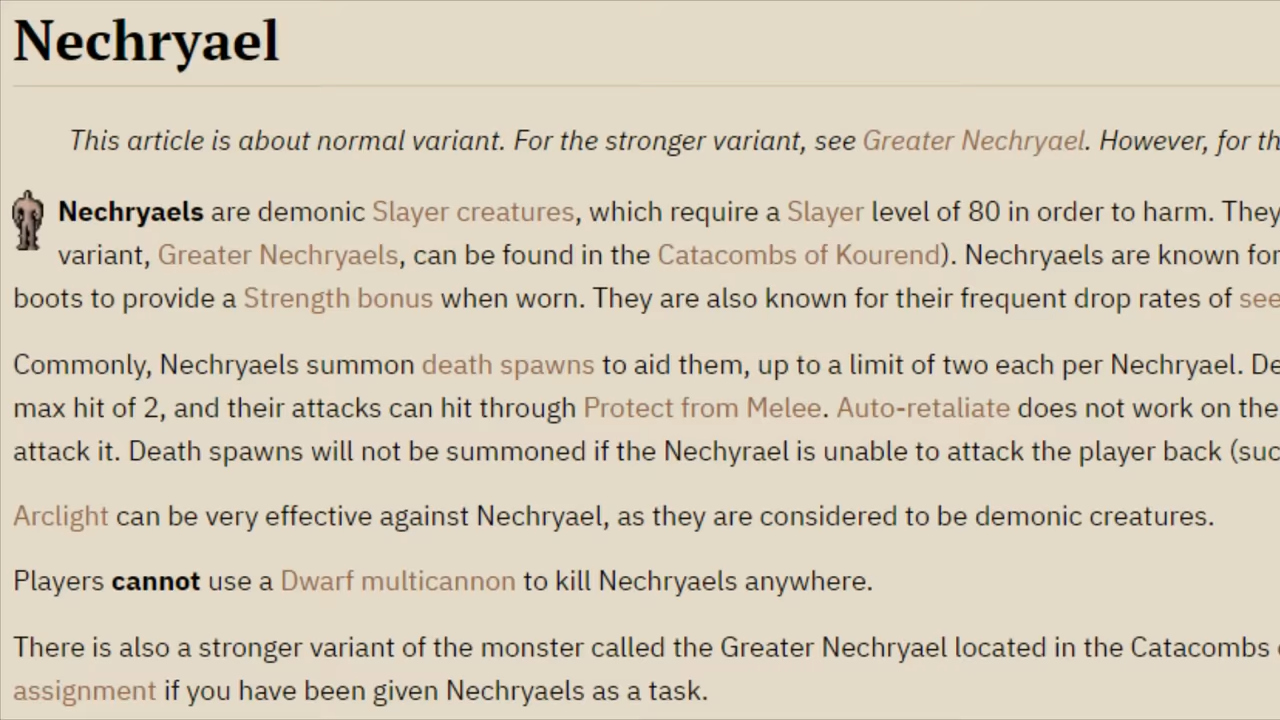 Nechryael
This article is about normal variant. For the stronger variant, see Greater Nechryael. However, for th
Nechryaels are demonic Slayer creatures, which require a Slayer level of 80 in order to harm. They
variant, Greater Nechryaels, can be found in the Catacombs of Kourend). Nechryaels are known for
boots to provide a Strength bonus when worn. They are also known for their frequent drop rates of see
Commonly, Nechryaels summon death spawns to aid them, up to a limit of two each per Nechryael. De
max hit of 2, and their attacks can hit through Protect from Melee. Auto-retaliate does not work on the
attack it. Death spawns will not be summoned if the Nechyrael is unable to attack the player back (suc
Arclight can be very effective against Nechryael, as they are considered to be demonic creatures.
Players cannot use a Dwarf multicannon to kill Nechryaels anywhere.
There is also a stronger variant of the monster called the Greater Nechryael located in the Catacombs
assignment if you have been given Nechryaels as a task.